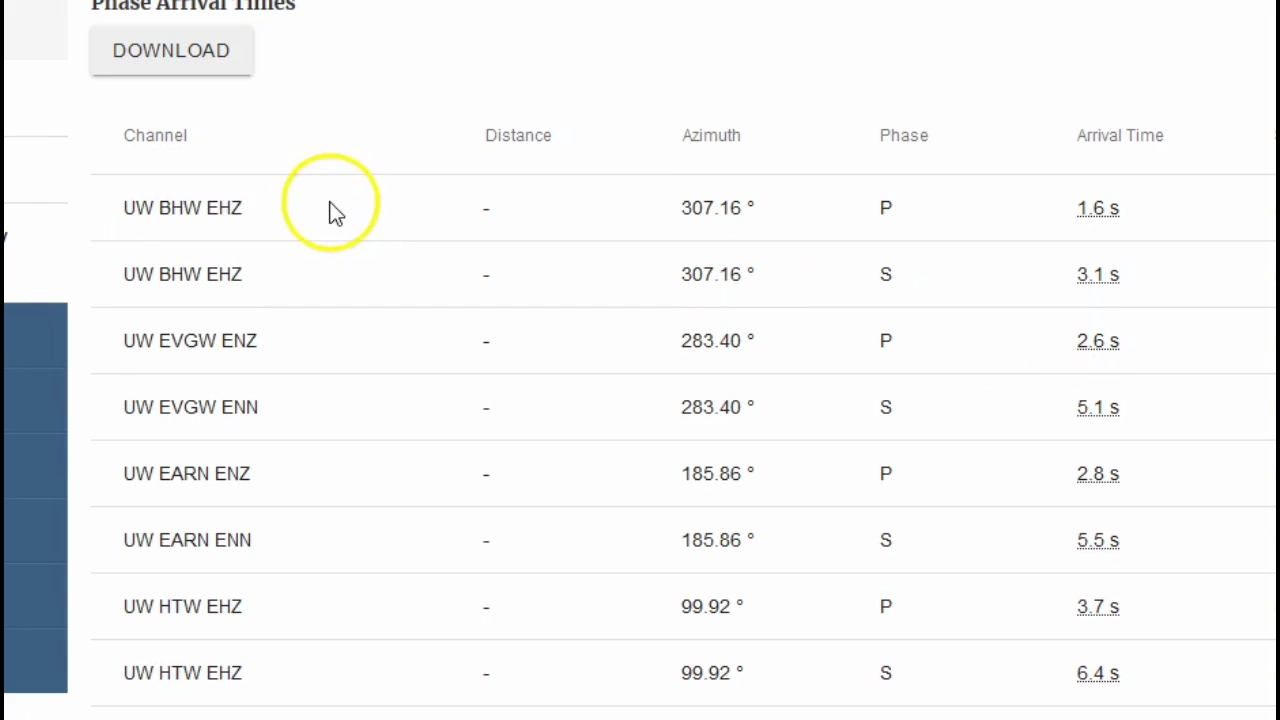 Phase Arrival Times
DOWNLOAD
Channel Distance Azimuth Phase Arrival Time
UW BHW EHZ - 307.16 ° P 1.6 s
UW BHW EHZ - 307.16 ° S 3.1 s
UW EVGW ENZ - 283.40 ° P 2.6 s
UW EVGW ENN - 283.40 ° S 5.1 s
UW EARN ENZ - 185.86 ° P 2.8 s
UW EARN ENN - 185.86 ° S 5.5 s
UW HTW EHZ - 99.92 ° P 3.7 s
UW HTW EHZ - 99.92 ° S 6.4 s